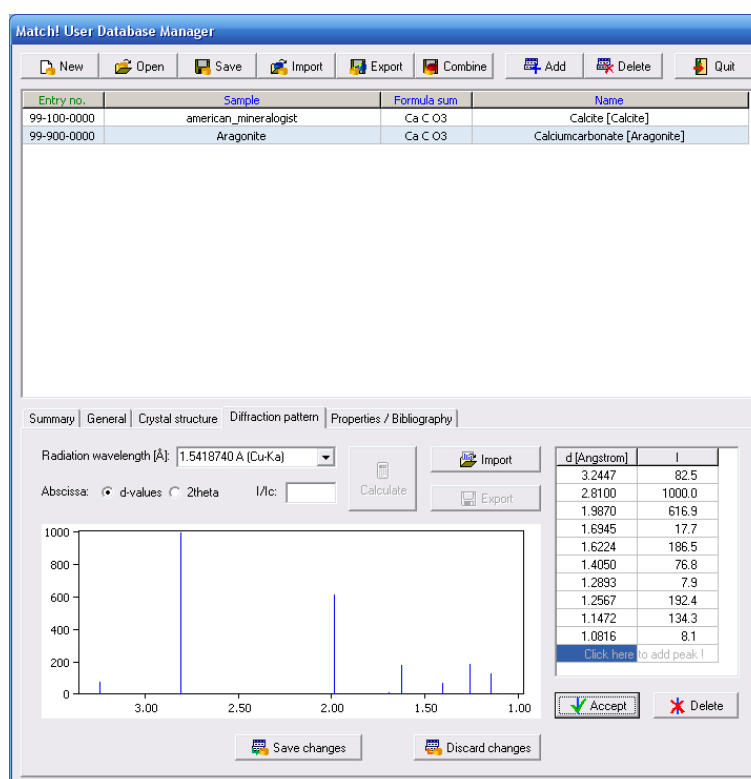 Match! User Database Manager
New Open Save Import Export Combine Add Delete Quit
Entry no. Sample Formula sum Name
99-100-0000 american_mineralogist Ca C O3 Calcite [Calcite]
99-900-0000 Aragonite Ca C O3 Calciumcarbonate [Aragonite]
Summary General Crystal structure Diffraction pattern Properties / Bibliography
Radiation wavelength [Å]: 1.5418740 A (Cu-Ka)
Import
Abscissa: d-values 2theta I/Ic:
Calculate
Export
d [Angstrom] I
3.2447 82.5
2.8100 1000.0
1.9870 616.9
1.6945 17.7
1.6224 186.5
1.4050 76.8
1.2893 7.9
1.2567 192.4
1.1472 134.3
1.0816 8.1
Click here to add peak !
1000
800
600
400
200
0
3.00 2.50 2.00 1.50 1.00
Accept Delete
Save changes Discard changes